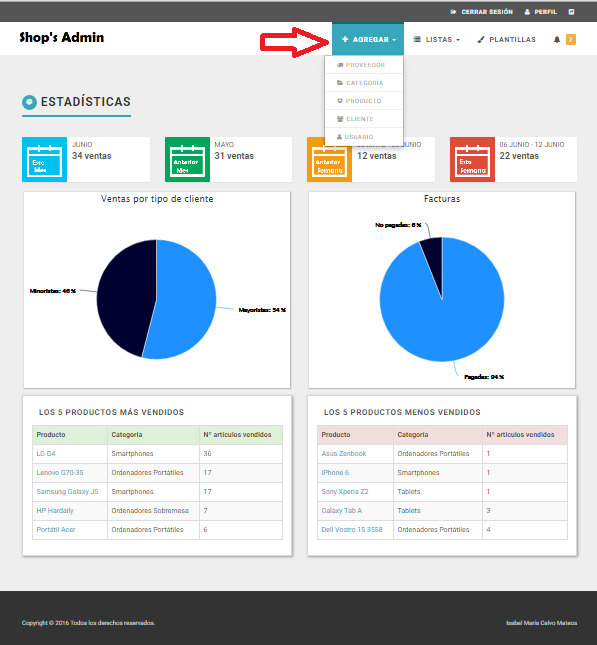 CERRAR SESIÓN PERFIL
Shop's Admin
AGREGAR LISTAS PLANTILLAS 7
PROVEEDOR
CATEGORÍA
PRODUCTO
CLIENTE
USUARIO
ESTADÍSTICAS
Este Mes
JUNIO
34 ventas
Anterior Mes
MAYO
31 ventas
Anterior Semana
12 ventas
Esta Semana
06 JUNIO - 12 JUNIO
22 ventas
Ventas por tipo de cliente
Minoristas: 46 %
Mayoristas: 54 %
Facturas
No pagadas: 6 %
Pagadas: 94 %
LOS 5 PRODUCTOS MÁS VENDIDOS
Producto Categoría Nº artículos vendidos
LG G4 Smartphones 36
Lenovo G70-35 Ordenadores Portátiles 17
Samsung Galaxy J5 Smartphones 17
HP Hardaily Ordenadores Sobremesa 7
Portátil Acer Ordenadores Portátiles 6
LOS 5 PRODUCTOS MENOS VENDIDOS
Producto Categoría Nº artículos vendidos
Asus Zenbook Ordenadores Portátiles 1
iPhone 6 Smartphones 1
Sony Xperia Z2 Tablets 1
Galaxy Tab A Tablets 3
Dell Vostro 15 3558 Ordenadores Portátiles 4
Copyright © 2016 Todos los derechos reservados.
Isabel María Calvo Mateos